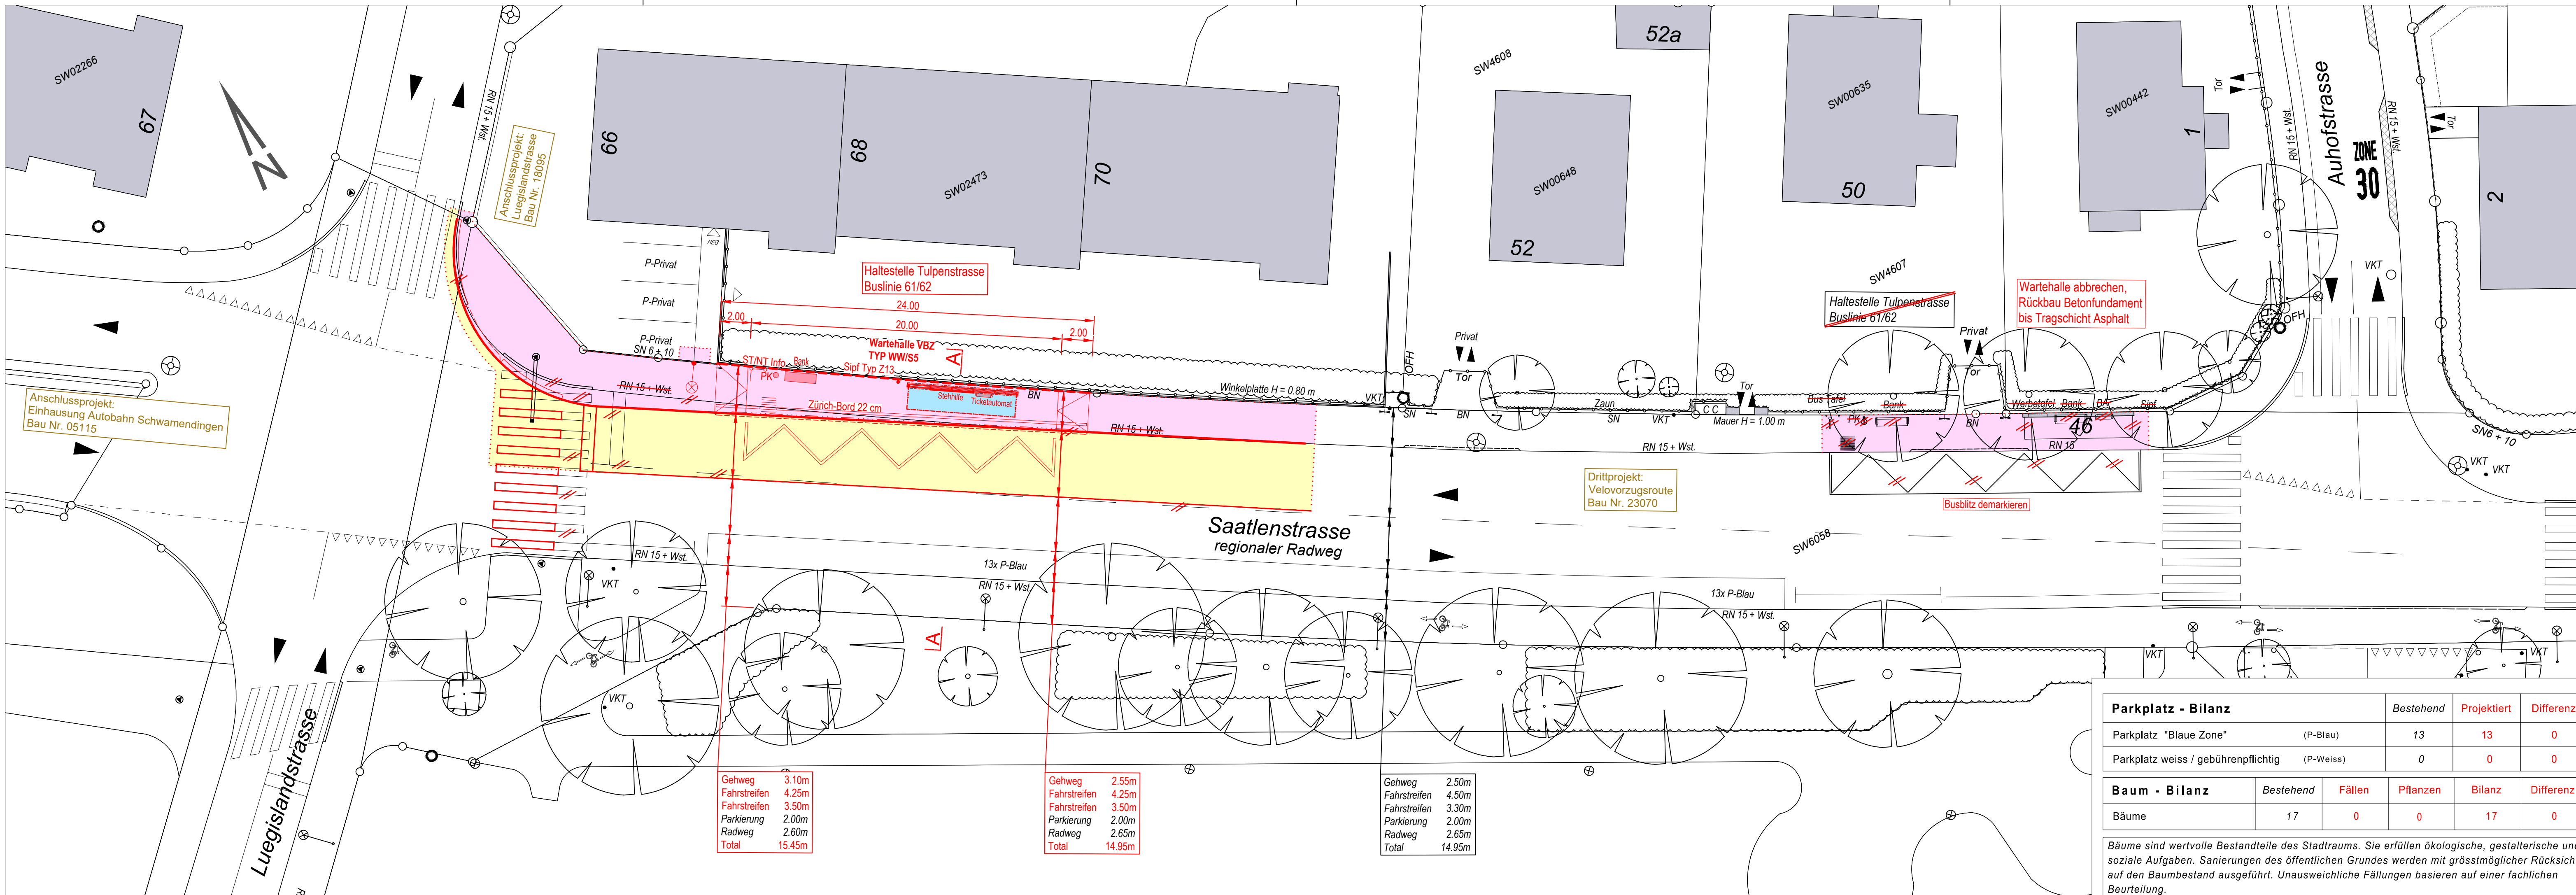 SW02266
67
N
RN 15 + Wst.
Anschlussprojekt:
Luegislandstrasse
Bau Nr. 18095
66
68
SW02473
70
HEG
P-Privat
P-Privat
P-Privat
SN 6 + 10
Haltestelle Tulpenstrasse
Buslinie 61/62
24.00
2.00
20.00
2.00
Wartehalle VBZ
TYP WW/S5
A
ST/NT Info
Bank
Sipf Typ Z13
PK
RN 15 + Wst.
Zürich-Bord 22 cm
Stehhilfe
Ticketautomat
BN
Winkelplatte H = 0.80 m
RN 15 + Wst.
VKT
OFH
SN
BN
Privat
Tor
SW4608
52a
SW00648
52
SW00635
50
SW4607
SW00442
1
Zaun
SN
VKT
C C
Tor
Mauer H = 1.00 m
RN 15 + Wst.
Haltestelle Tulpenstrasse
Buslinie 61/62
Privat
Tor
Wartehalle abbrechen,
Rückbau Betonfundament
bis Tragschicht Asphalt
Bus Tafel
Bank
PK
BN
Werbetafel
Bank
BA
Sipf
46
RN 15
Busblitz demarkieren
Tor
RN 15 + Wst.
Auhofstrasse
ZONE
30
RN 15 + Wst.
Tor
2
VKT
OFH
SN6 + 10
VKT
VKT
Anschlussprojekt:
Einhausung Autobahn Schwamendingen
Bau Nr. 05115
Drittprojekt:
Velovorzugsroute
Bau Nr. 23070
Saatlenstrasse
regionaler Radweg
SW6058
RN 15 + Wst.
VKT
13x P-Blau
RN 15 + Wst.
13x P-Blau
RN 15 + Wst.
A
VKT
VKT
VKT
Luegislandstrasse
Gehweg 3.10m
Fahrstreifen 4.25m
Fahrstreifen 3.50m
Parkierung 2.00m
Radweg 2.60m
Total 15.45m
Gehweg 2.55m
Fahrstreifen 4.25m
Fahrstreifen 3.50m
Parkierung 2.00m
Radweg 2.65m
Total 14.95m
Gehweg 2.50m
Fahrstreifen 4.50m
Fahrstreifen 3.30m
Parkierung 2.00m
Radweg 2.65m
Total 14.95m
Parkplatz - Bilanz Bestehend Projektiert Differenz
Parkplatz "Blaue Zone" (P-Blau) 13 13 0
Parkplatz weiss / gebührenpflichtig (P-Weiss) 0 0 0
Baum - Bilanz Bestehend Fällen Pflanzen Bilanz Differenz
Bäume 17 0 0 17 0
Bäume sind wertvolle Bestandteile des Stadtraums. Sie erfüllen ökologische, gestalterische und
soziale Aufgaben. Sanierungen des öffentlichen Grundes werden mit grösstmöglicher Rücksich
auf den Baumbestand ausgeführt. Unausweichliche Fällungen basieren auf einer fachlichen
Beurteilung.